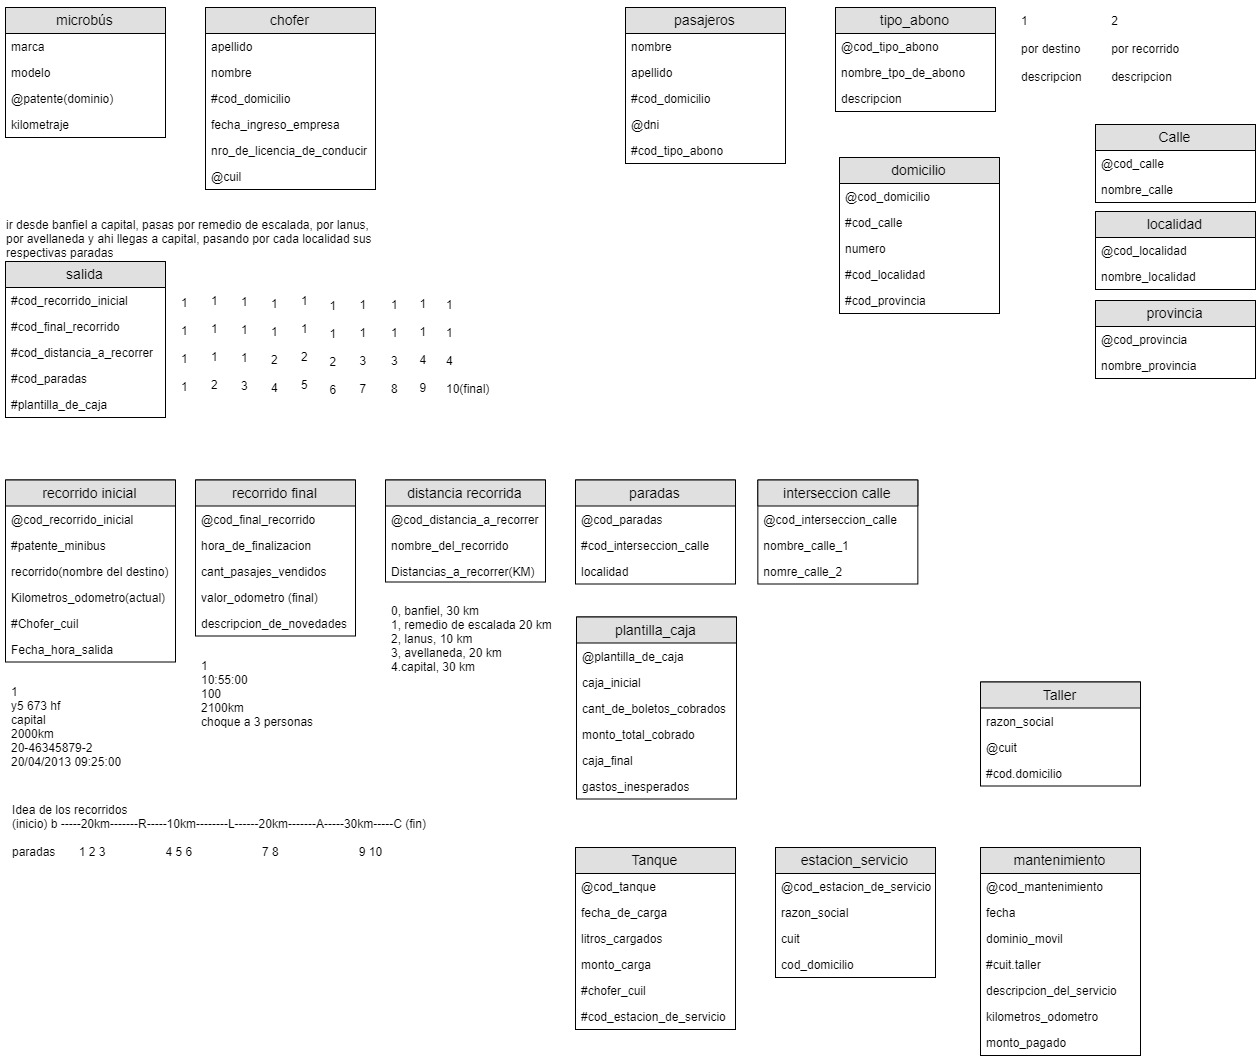 microbús
marca
modelo
@patente(dominio)
kilometraje
chofer
apellido
nombre
#cod_domicilio
fecha_ingreso_empresa
nro_de_licencia_de_conducir
@cuil
pasajeros
nombre
apellido
#cod_domicilio
@dni
#cod_tipo_abono
tipo_abono
@cod_tipo_abono
nombre_tpo_de_abono
descripcion
1 2
por destino por recorrido
descripcion descripcion
domicilio
@cod_domicilio
#cod_calle
numero
#cod_localidad
#cod_provincia
Calle
@cod_calle
nombre_calle
localidad
@cod_localidad
nombre_localidad
provincia
@cod_provincia
nombre_provincia
ir desde banfiel a capital, pasas por remedio de escalada, por lanus,
por avellaneda y ahi llegas a capital, pasando por cada localidad sus
respectivas paradas
salida
#cod_recorrido_inicial
#cod_final_recorrido
#cod_distancia_a_recorrer
#cod_paradas
#plantilla_de_caja
1 1 1 1 1 1 1 1 1 1
1 1 1 1 1 1 1 1 1 1
1 1 1 2 2 2 3 3 4 4
1 2 3 4 5 6 7 8 9 10(final)
recorrido inicial
@cod_recorrido_inicial
#patente_minibus
recorrido(nombre del destino)
Kilometros_odometro(actual)
#Chofer_cuil
Fecha_hora_salida
1
y5 673 hf
capital
2000km
20-46345879-2
20/04/2013 09:25:00
recorrido final
@cod_final_recorrido
hora_de_finalizacion
cant_pasajes_vendidos
valor_odometro (final)
descripcion_de_novedades
1
10:55:00
100
2100km
choque a 3 personas
distancia recorrida
@cod_distancia_a_recorrer
nombre_del_recorrido
Distancias_a_recorrer(KM)
0, banfiel, 30 km
1, remedio de escalada 20 km
2, lanus, 10 km
3, avellaneda, 20 km
4.capital, 30 km
paradas
@cod_paradas
#cod_interseccion_calle
localidad
interseccion calle
@cod_interseccion_calle
nombre_calle_1
nomre_calle_2
plantilla_caja
@plantilla_de_caja
caja_inicial
cant_de_boletos_cobrados
monto_total_cobrado
caja_final
gastos_inesperados
Taller
razon_social
@cuit
#cod.domicilio
Idea de los recorridos
(inicio) b -----20km-------R-----10km--------L------20km-------A-----30km-----C (fin)
paradas 1 2 3 4 5 6 7 8 9 10
Tanque
@cod_tanque
fecha_de_carga
litros_cargados
monto_carga
#chofer_cuil
#cod_estacion_de_servicio
estacion_servicio
@cod_estacion_de_servicio
razon_social
cuit
cod_domicilio
mantenimiento
@cod_mantenimiento
fecha
dominio_movil
#cuit.taller
descripcion_del_servicio
kilometros_odometro
monto_pagado